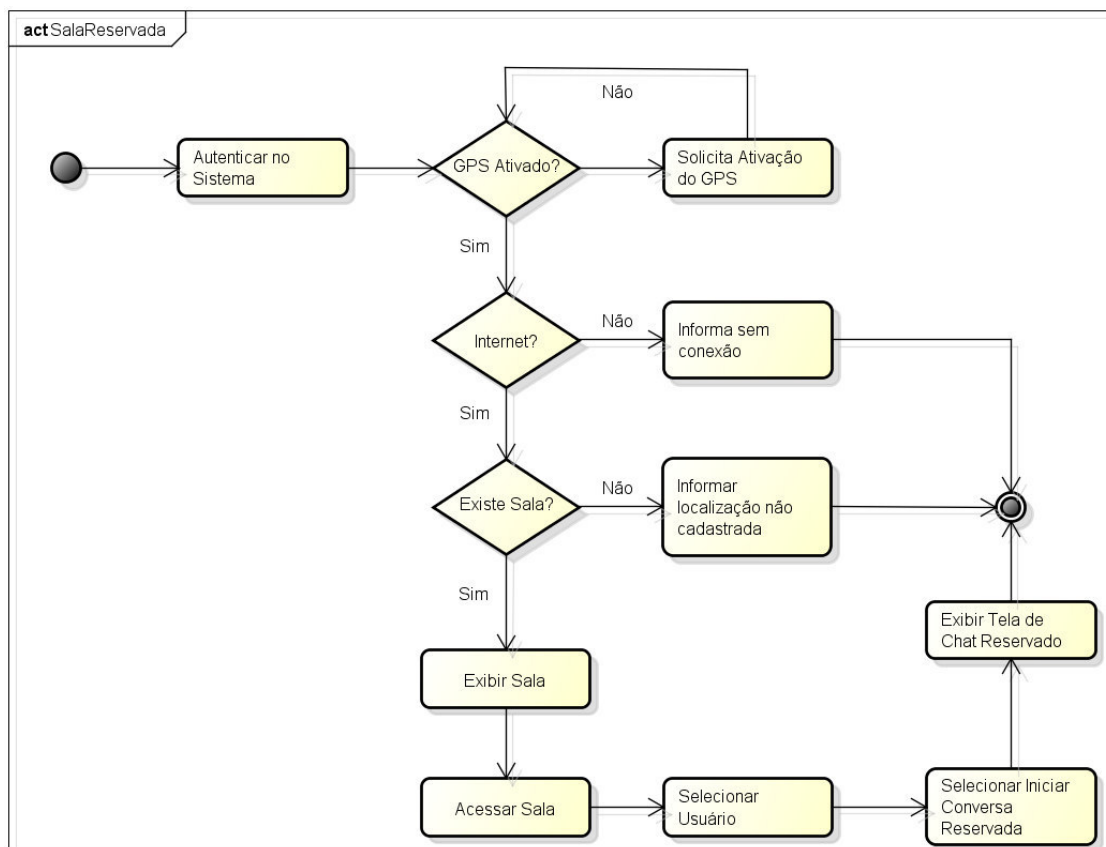 act SalaReservada
Não
Autenticar no
Sistema
GPS Ativado?
Solicita Ativação
do GPS
Sim
Internet?
Não
Informa sem
conexão
Sim
Existe Sala?
Não
Informar
localização não
cadastrada
Sim
Exibir Tela de
Chat Reservado
Exibir Sala
Acessar Sala
Selecionar
Usuário
Selecionar Iniciar
Conversa
Reservada